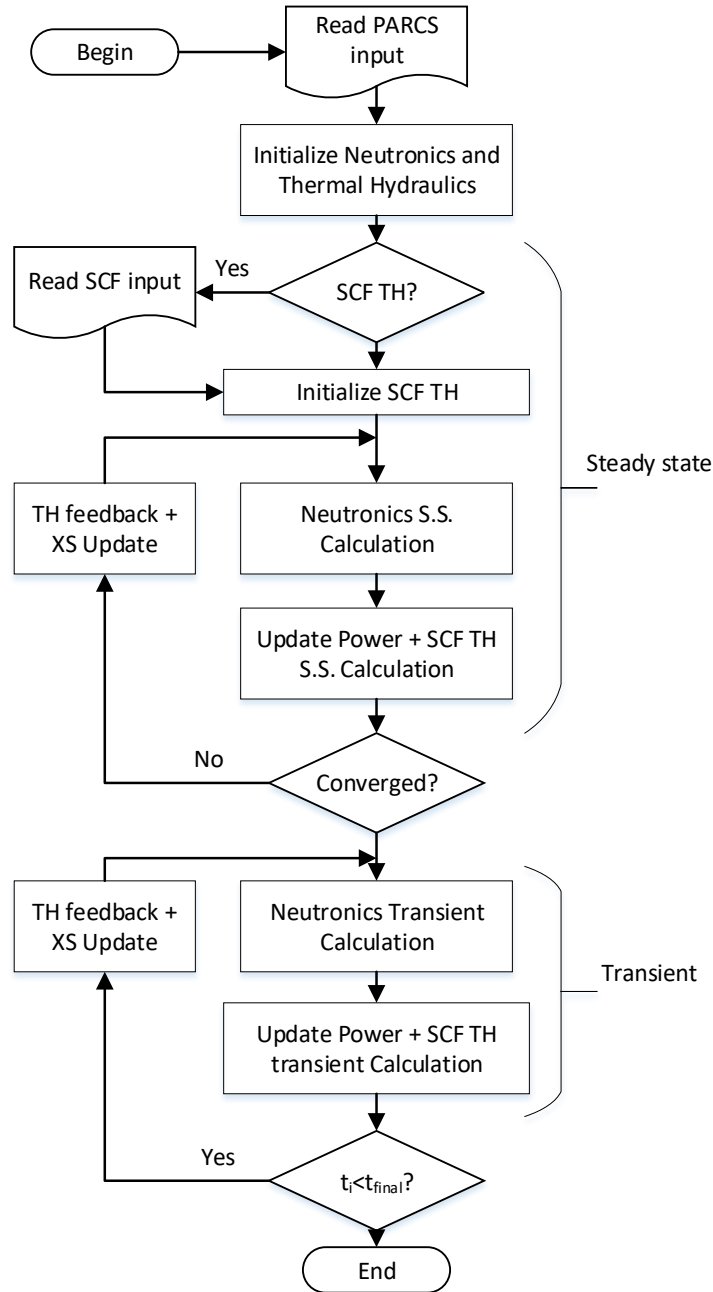 Begin
Read PARCS
input
Initialize Neutronics and
Thermal Hydraulics
Yes
Read SCF input
SCF TH?
Initialize SCF TH
Steady state
TH feedback +
XS Update
Neutronics S.S.
Calculation
Update Power + SCF TH
S.S. Calculation
No
Converged?
TH feedback +
XS Update
Neutronics Transient
Calculation
Transient
Update Power + SCF TH
transient Calculation
Yes
ti<tfinal?
End